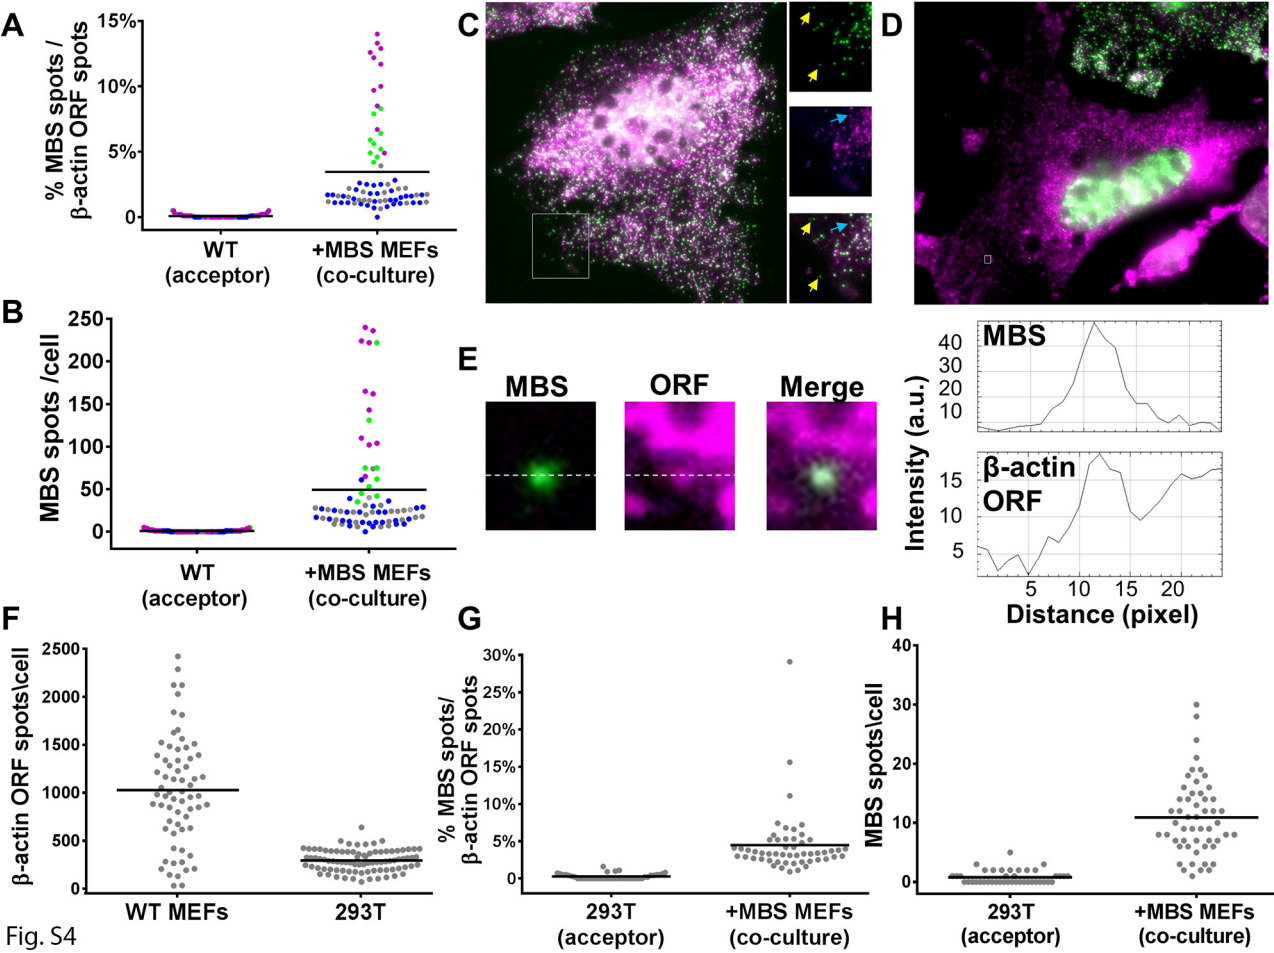 A
% MBS spots /
β-actin ORF spots
15%
10%
5%
0
WT
(acceptor)
+MBS MEFs
(co-culture)
B
MBS spots /cell
250
200
150
100
50
0
WT
(acceptor)
+MBS MEFs
(co-culture)
C
D
E
MBS
ORF
Merge
Intensity (a.u.)
MBS
40
30
20
10
β-actin
ORF
15
10
5
5 10 15 20
Distance (pixel)
F
β-actin ORF spots\cell
2500
2000
1500
1000
500
0
WT MEFs
293T
G
% MBS spots/
β-actin ORF spots
30%
25%
20%
15%
10%
5%
0
293T
(acceptor)
+MBS MEFs
(co-culture)
H
MBS spots\cell
40
30
20
10
0
293T
(acceptor)
+MBS MEFs
(co-culture)
Fig. S4